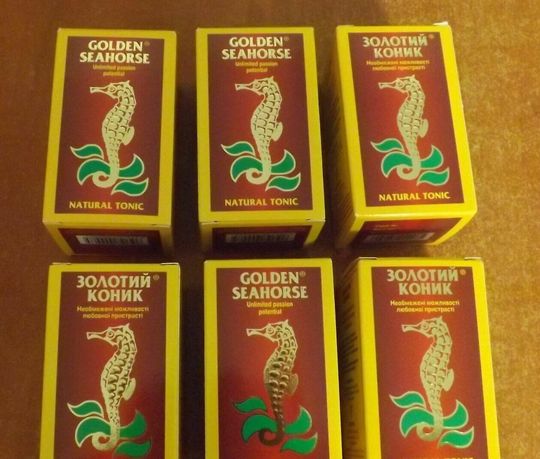 GOLDEN®
SEAHORSE
Unlimited passion
potential
NATURAL TONIC
GOLDEN®
SEAHORSE
Unlimited passion
potential
NATURAL TONIC
ЗОЛОТИЙ®
КОНИК
Необмежені можливості
любовної пристрасті
NATURAL TONIC
ЗОЛОТИЙ®
КОНИК
Необмежені можливості
любовної пристрасті
GOLDEN®
SEAHORSE
Unlimited passion
potential
ЗОЛОТИЙ®
КОНИК
Необмежені можливості
любовної пристрасті